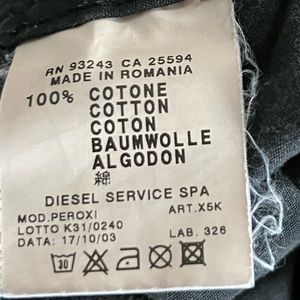 RN 93243 CA 25594
MADE IN ROMANIA
100% COTONE
COTTON
COTON
BAUMWOLLE
ALGODON
綿
DIESEL SERVICE SPA
MOD.PEROXI ART.X5K
LOTTO K31/0240
DATA: 17/10/03 LAB. 326
30